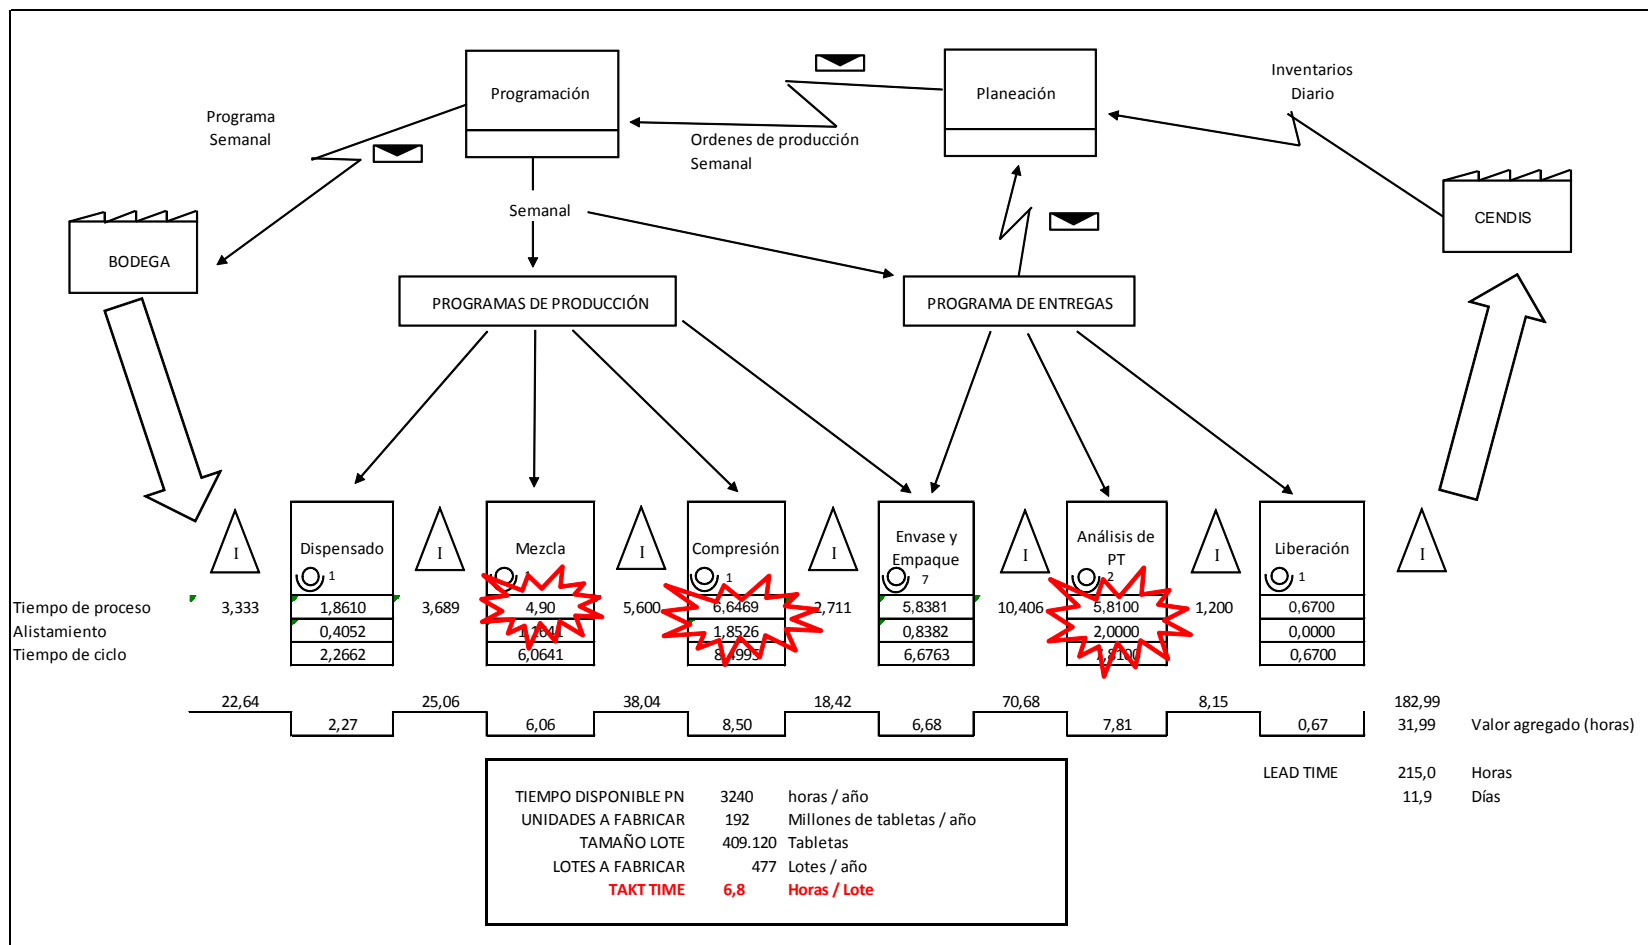 Programación
Planeación
Inventarios
Diario
Programa
Semanal
Ordenes de producción
Semanal
Semanal
BODEGA
CENDIS
PROGRAMAS DE PRODUCCIÓN
PROGRAMA DE ENTREGAS
I
Dispensado
1
I
Mezcla
I
Compresión
1
I
Envase y
Empaque
7
I
Análisis de
PT
2
I
Liberación
1
I
Tiempo de proceso 3,333 1,8610 3,689 4,90 5,600 6,6469 2,711 5,8381 10,406 5,8100 1,200 0,6700
Alistamiento 0,4052 1,1641 1,8526 0,8382 2,0000 0,0000
Tiempo de ciclo 2,2662 6,0641 8,4995 6,6763 7,8100 0,6700
22,64 25,06 38,04 18,42 70,68 8,15 182,99
2,27 6,06 8,50 6,68 7,81 0,67 31,99 Valor agregado (horas)
LEAD TIME 215,0 Horas
11,9 Días
TIEMPO DISPONIBLE PN 3240 horas / año
UNIDADES A FABRICAR 192 Millones de tabletas / año
TAMAÑO LOTE 409.120 Tabletas
LOTES A FABRICAR 477 Lotes / año
TAKT TIME 6,8 Horas / Lote